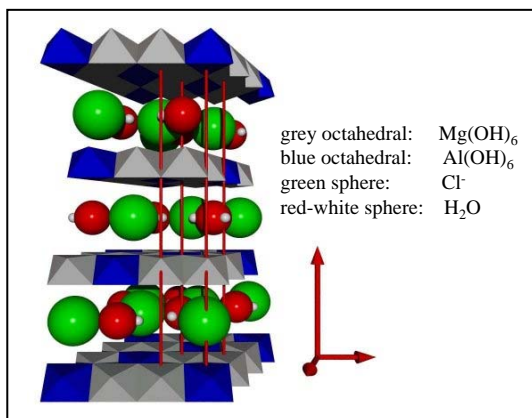 grey octahedral: Mg(OH)₆
blue octahedral: Al(OH)₆
green sphere: Cl⁻
red-white sphere: H₂O